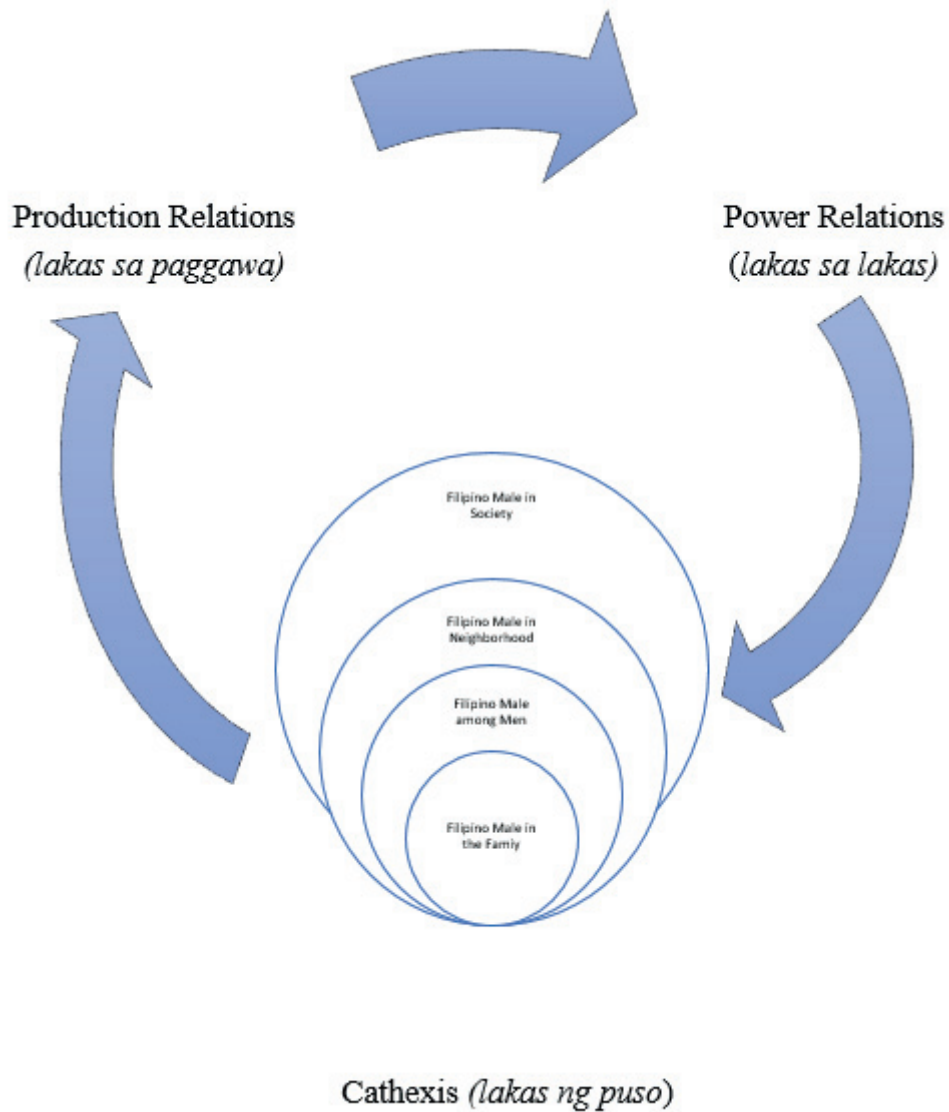 Production Relations
(lakas sa paggawa)
Power Relations
(lakas sa lakas)
Filipino Male in
Society
Filipino Male in
Neighborhood
Filipino Male
among Men
Filipino Male in
the Famiy
Cathexis (lakas ng puso)